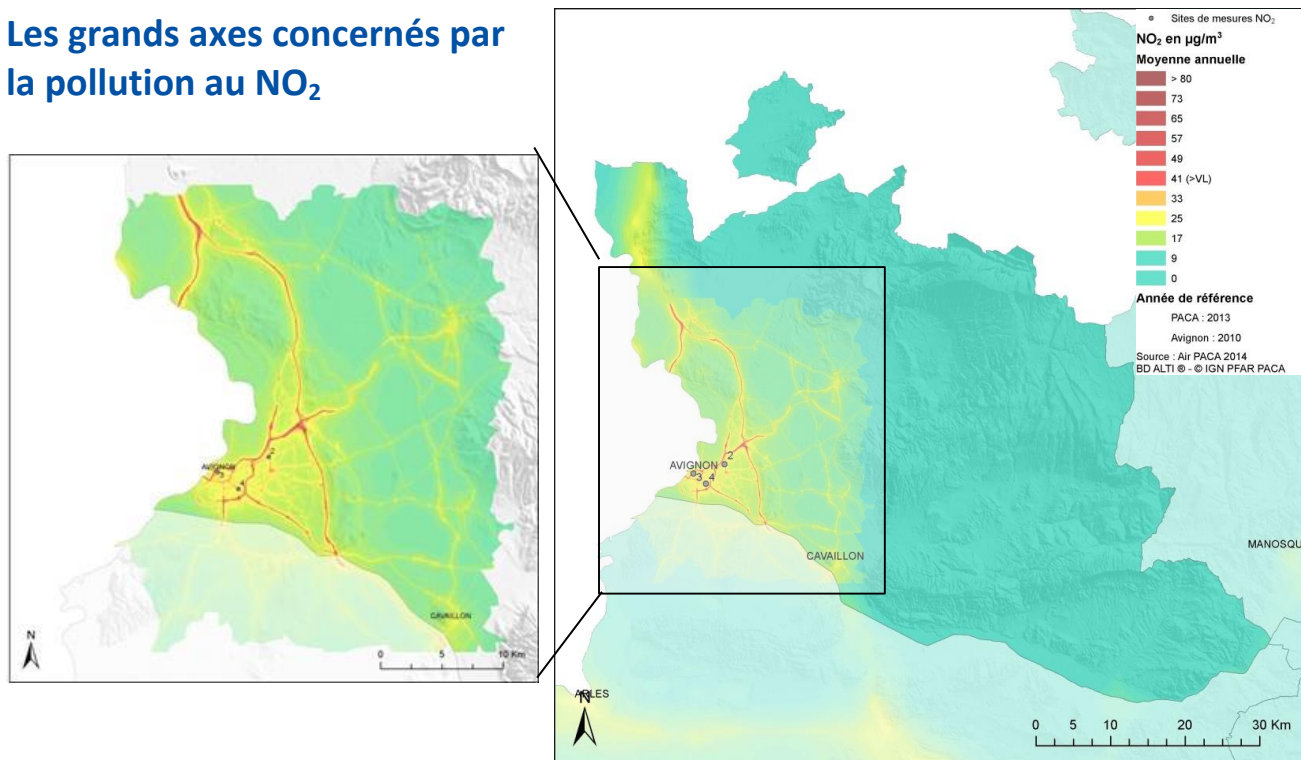 Les grands axes concernés par
la pollution au NO₂
AVIGNON
2
3
4
CAVAILLON
N
0 5 10 Km
Sites de mesures NO₂
NO₂ en µg/m³
Moyenne annuelle
> 80
73
65
57
49
41 (>VL)
33
25
17
9
0
Année de référence
PACA : 2013
Avignon : 2010
Source : Air PACA 2014
BD ALTI ® - © IGN PFAR PACA
AVIGNON
2
3 4
CAVAILLON
MANOSQU
ARLES
N
0 5 10 20 30 Km